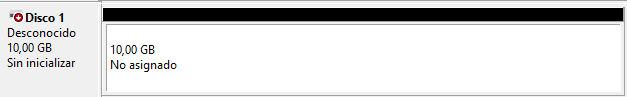 Disco 1
Desconocido
10,00 GB
Sin inicializar
10,00 GB
No asignado